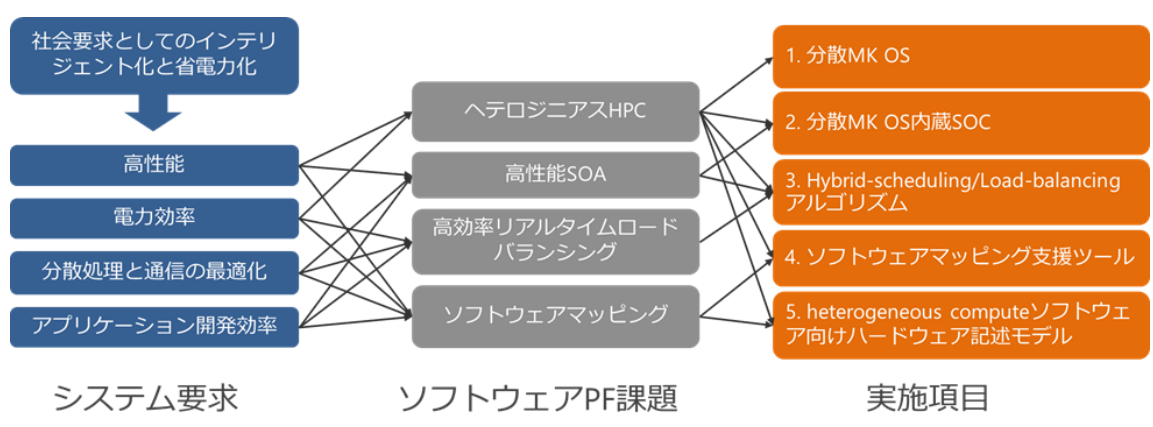 社会要求としてのインテリ
ジェント化と省電力化
高性能
電力効率
分散処理と通信の最適化
アプリケーション開発効率
システム要求
ヘテロジニアスHPC
高性能SOA
高効率リアルタイムロード
バランシング
ソフトウェアマッピング
ソフトウェアPF課題
1. 分散MK OS
2. 分散MK OS内蔵SOC
3. Hybrid-scheduling/Load-balancing
アルゴリズム
4. ソフトウェアマッピング支援ツール
5. heterogeneous computeソフトウェ
ア向けハードウェア記述モデル
実施項目